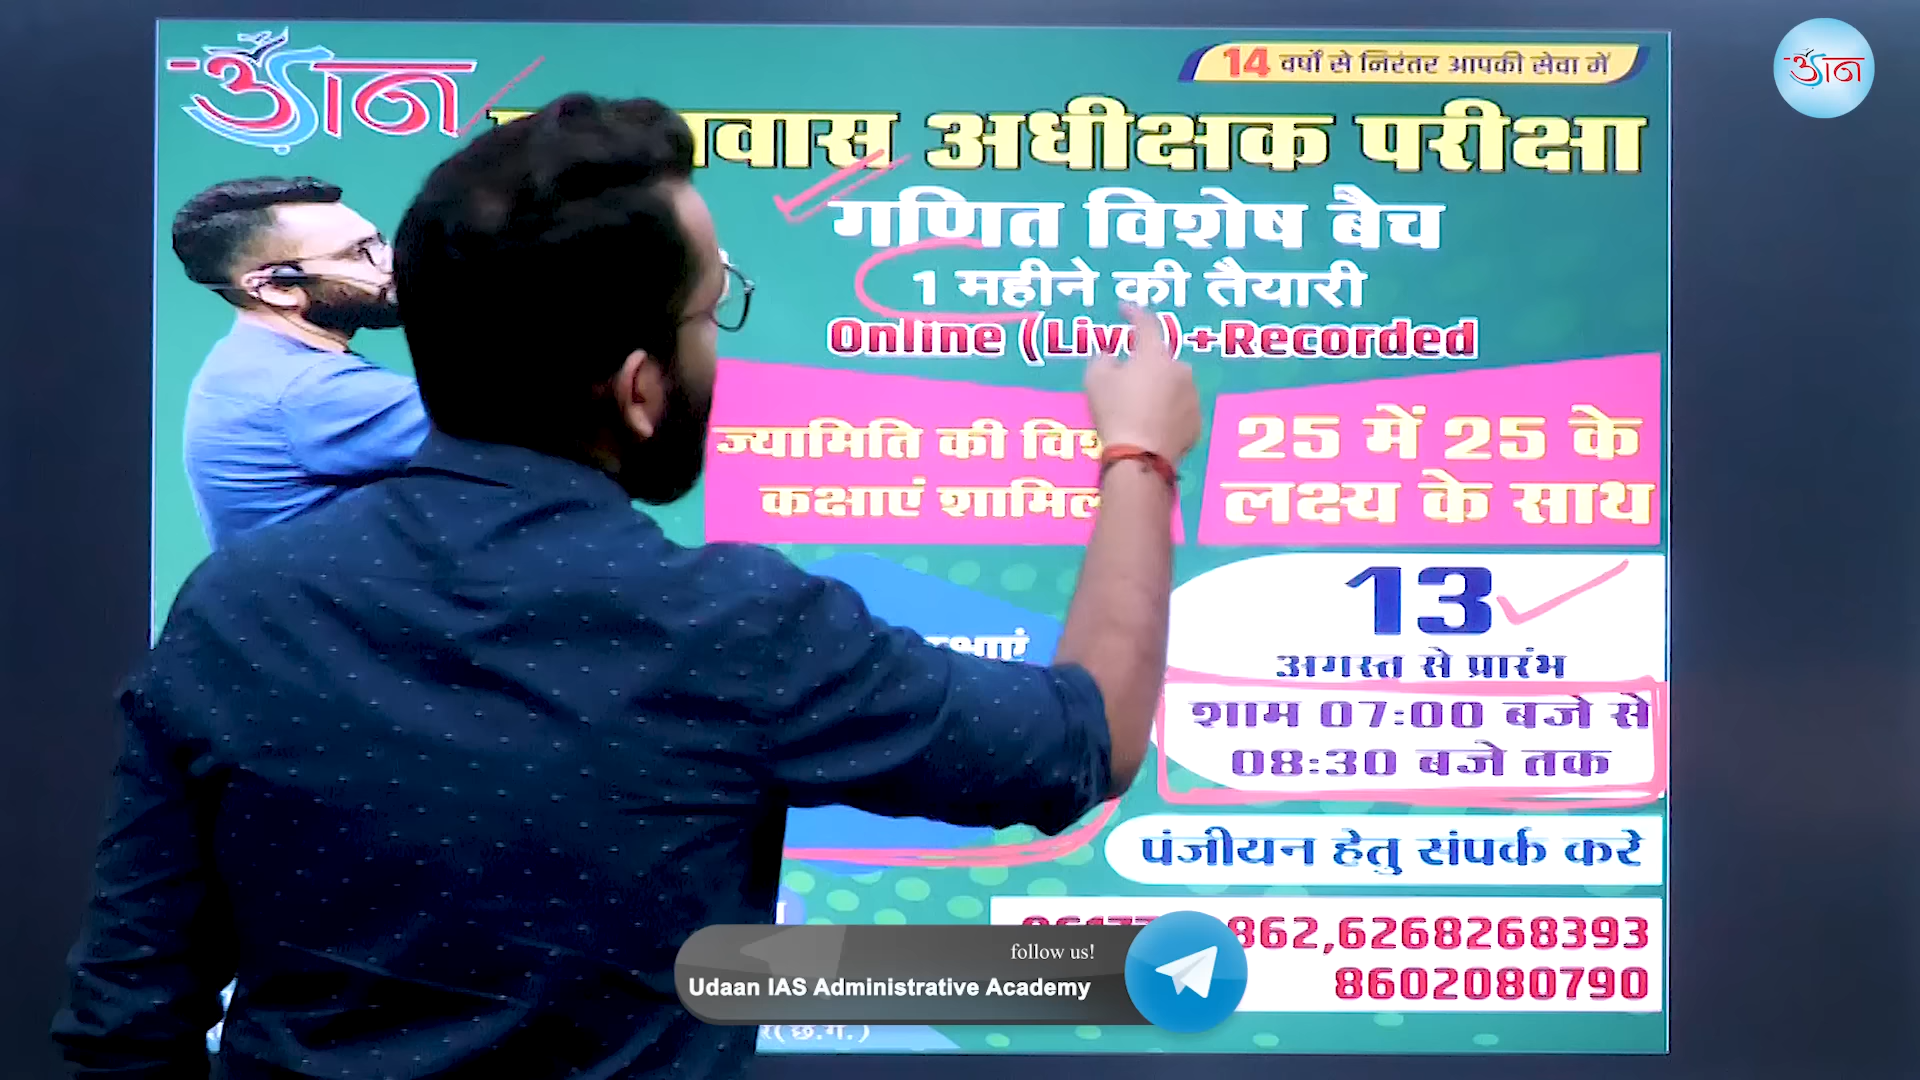 उड़ान
14 वर्षों से निरंतर आपकी सेवा में
उड़ान
अधीक्षक परीक्षा
गणित विशेष बैच
1 महीने की तैयारी
Online (Live)+Recorded
ज्यामिति की
कक्षाएं शामिल
25 में 25 के
लक्ष्य के साथ
13
अगस्त से प्रारंभ
शाम 07:00 बजे से
08:30 बजे तक
पंजीयन हेतु संपर्क करे
862,6268268393
8602080790
follow us!
Udaan IAS Administrative Academy
(छ.ग.)